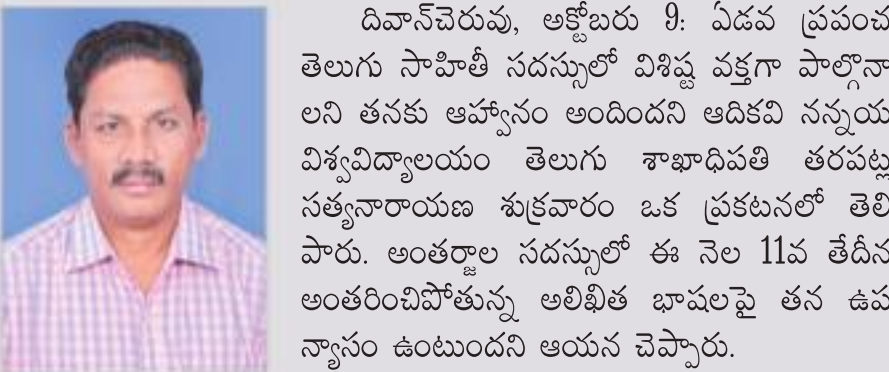 దివాన్‌చెరువు, అక్టోబరు 9: ఏడవ ప్రపంచ
తెలుగు సాహితీ సదస్సులో విశిష్ట వక్తగా పాల్గొనా
లని తనకు ఆహ్వానం అందిందని ఆదికవి నన్నయ
విశ్వవిద్యాలయం తెలుగు శాఖాధిపతి తరపట్ల
సత్యనారాయణ శుక్రవారం ఒక ప్రకటనలో తెలి
పారు. అంతర్జాల సదస్సులో ఈ నెల 11వ తేదీన
అంతరించిపోతున్న అలిఖిత భాషలపై తన ఉప
న్యాసం ఉంటుందని ఆయన చెప్పారు.